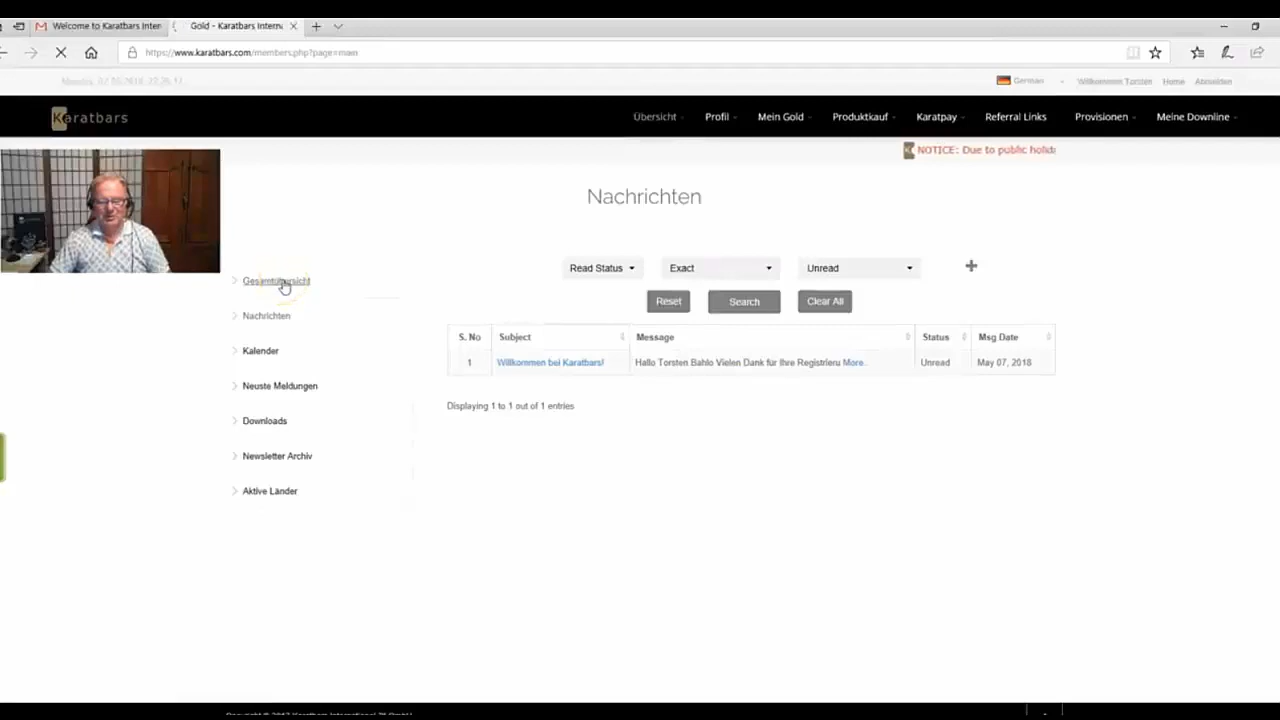 Welcome to Karatbars Inter
Gold - Karatbars Interna
https://www.karatbars.com/members.php?page=main
German
Willkommen Torsten
Home
Abmelden
Karatbars
Übersicht
Profil
Mein Gold
Produktkauf
Karatpay
Referral Links
Provisionen
Meine Downline
NOTICE: Due to public holida
Nachrichten
Gesamtübersicht
Nachrichten
Kalender
Neuste Meldungen
Downloads
Newsletter Archiv
Aktive Länder
Read Status
Exact
Unread
Reset
Search
Clear All
S. No Subject Message Status Msg Date
1 Willkommen bei Karatbars! Hallo Torsten Bahlo Vielen Dank für Ihre Registrieru More.. Unread May 07, 2018
Displaying 1 to 1 out of 1 entries